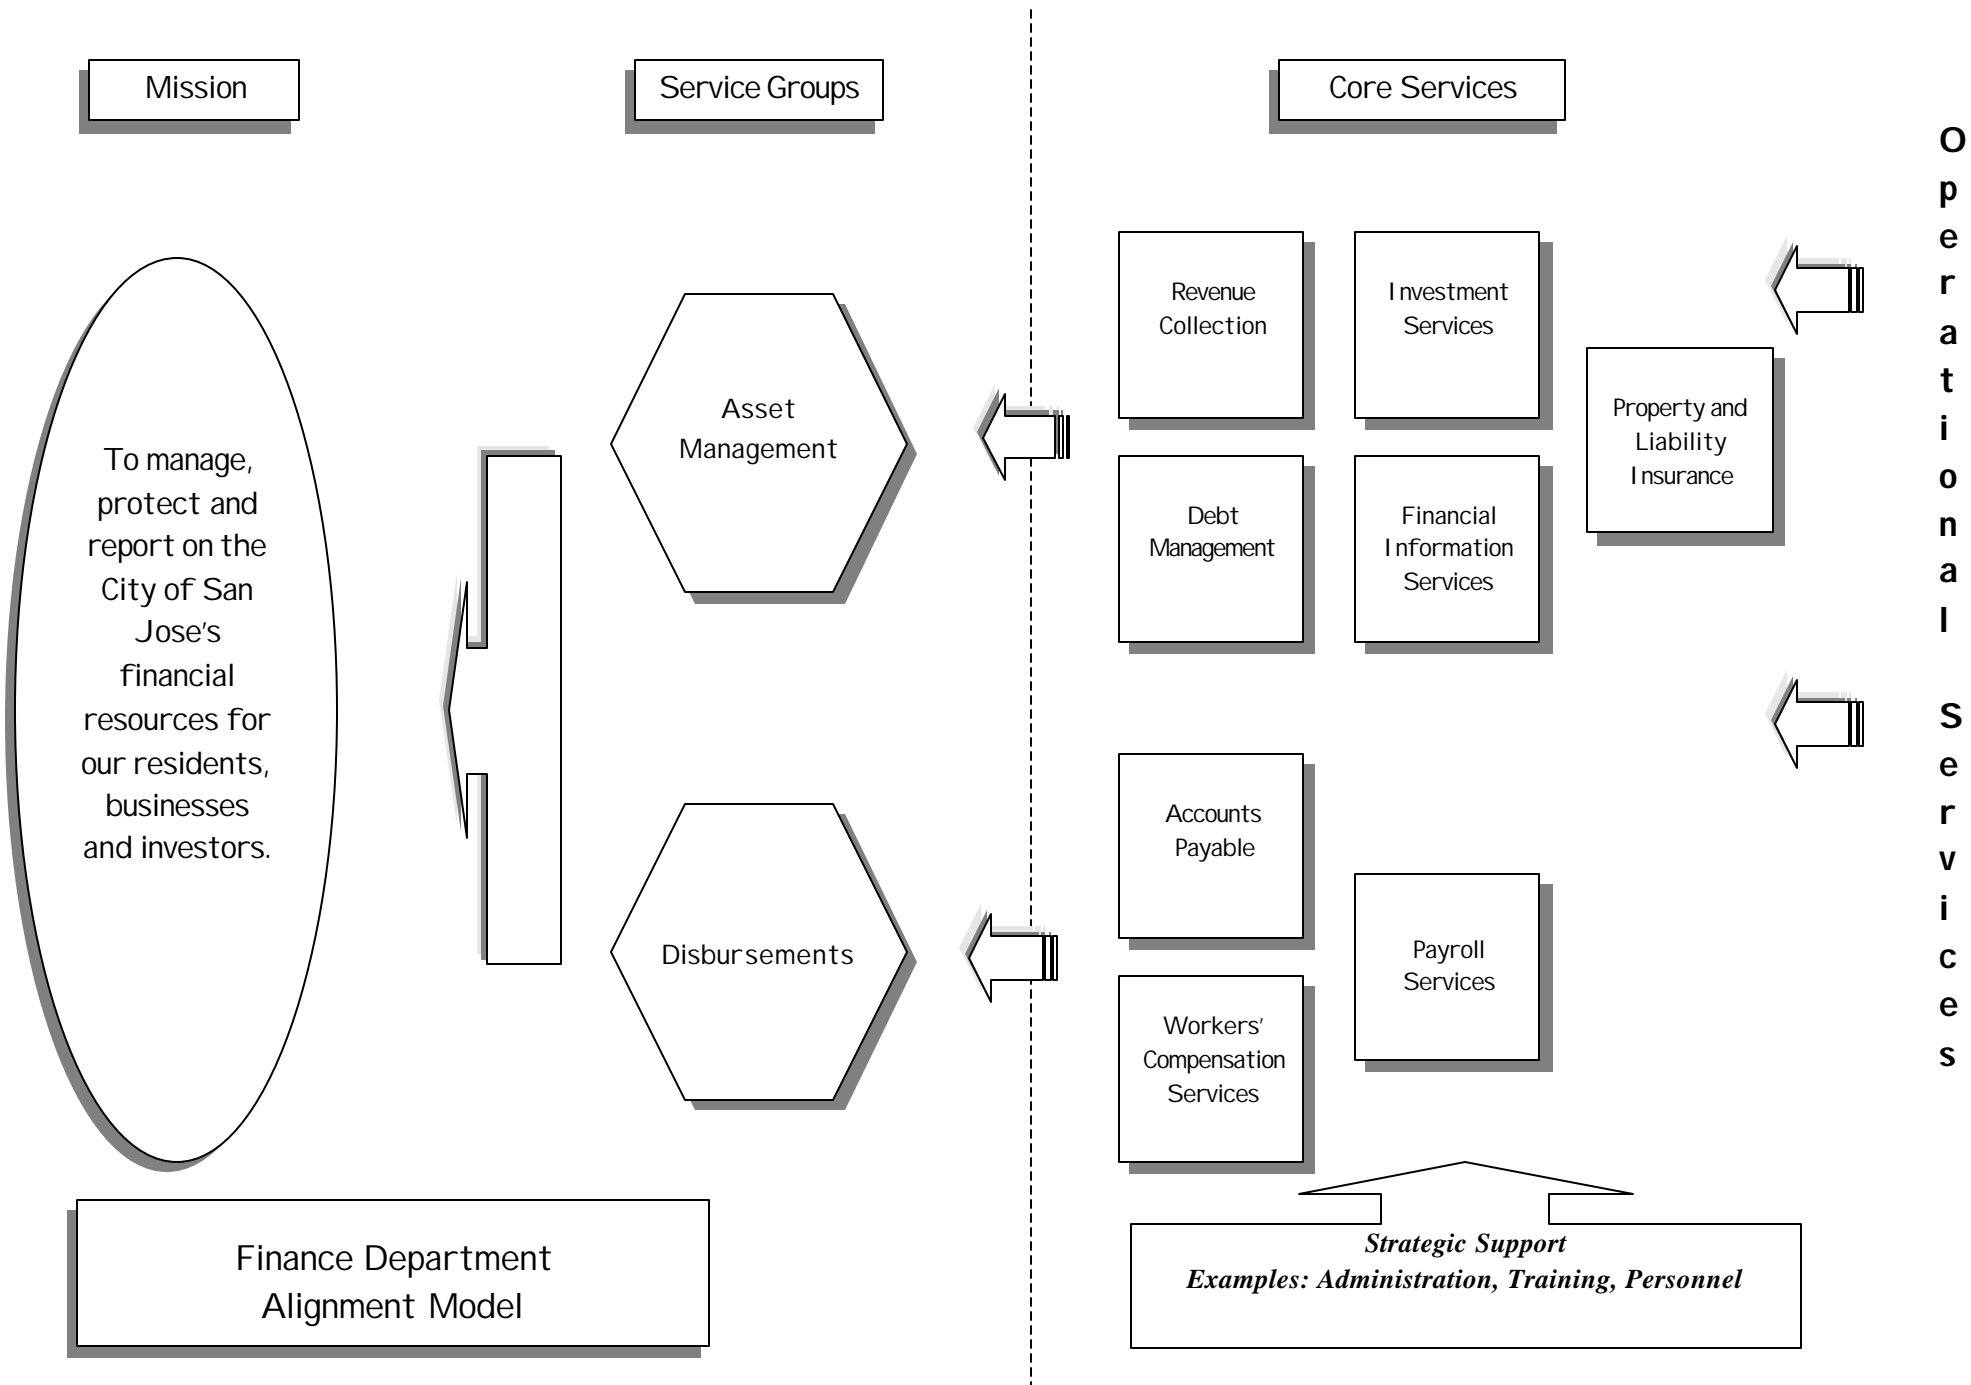 Mission
Service Groups
Core Services
To manage,
protect and
report on the
City of San
Jose's
financial
resources for
our residents,
businesses
and investors.
Asset
Management
Disbursements
Revenue
Collection
Investment
Services
Property and
Liability
Insurance
Debt
Management
Financial
Information
Services
Accounts
Payable
Payroll
Services
Workers'
Compensation
Services
Operational Services
Finance Department
Alignment Model
Strategic Support
Examples: Administration, Training, Personnel